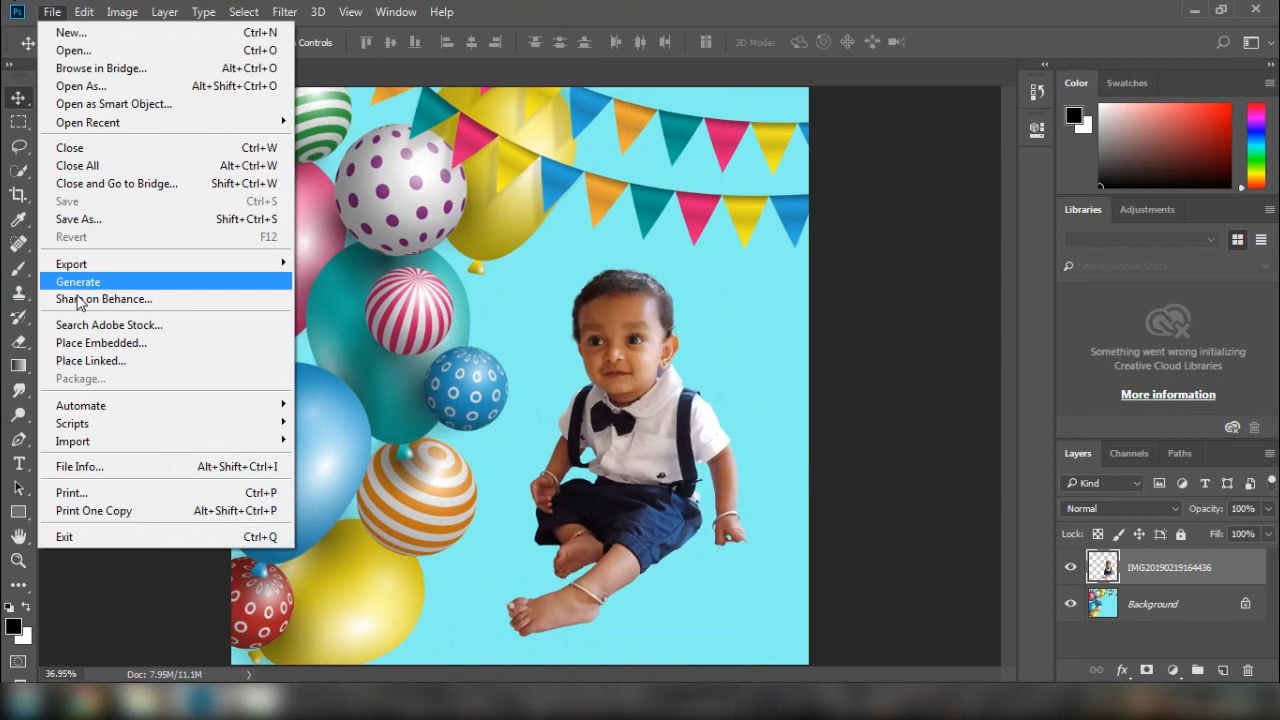 Ps File Edit Image Layer Type Select Filter 3D View Window Help
New... Ctrl+N
Controls 3D Mode:
Open... Ctrl+O
Browse in Bridge... Alt+Ctrl+O
Open As... Alt+Shift+Ctrl+O
Open as Smart Object...
Open Recent
Close Ctrl+W
Close All Alt+Ctrl+W
Close and Go to Bridge... Shift+Ctrl+W
Save Ctrl+S
Save As... Shift+Ctrl+S
Revert F12
Export
Generate
Share on Behance...
Search Adobe Stock...
Place Embedded...
Place Linked...
Package...
Automate
Scripts
Import
File Info... Alt+Shift+Ctrl+I
Print... Ctrl+P
Print One Copy Alt+Shift+Ctrl+P
Exit Ctrl+Q
36.95% Doc: 7.95M/11.1M
Color Swatches
Libraries Adjustments
Search Adobe Stock
Something went wrong initializing
Creative Cloud Libraries
More information
Layers Channels Paths
Kind
Normal Opacity: 100%
Lock: Fill: 100%
IMG20190219164436
Background